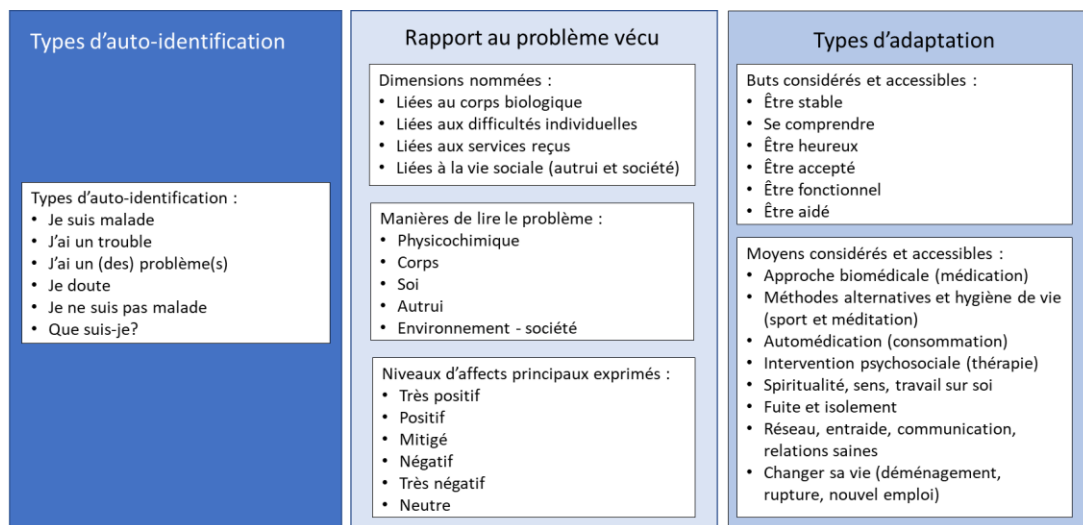 Types d'auto-identification
Types d'auto-identification :
• Je suis malade
• J'ai un trouble
• J'ai un (des) problème(s)
• Je doute
• Je ne suis pas malade
• Que suis-je?
Rapport au problème vécu
Dimensions nommées :
• Liées au corps biologique
• Liées aux difficultés individuelles
• Liées aux services reçus
• Liées à la vie sociale (autrui et société)
Manières de lire le problème :
• Physicochimique
• Corps
• Soi
• Autrui
• Environnement - société
Niveaux d'affects principaux exprimés :
• Très positif
• Positif
• Mitigé
• Négatif
• Très négatif
• Neutre
Types d'adaptation
Buts considérés et accessibles :
• Être stable
• Se comprendre
• Être heureux
• Être accepté
• Être fonctionnel
• Être aidé
Moyens considérés et accessibles :
• Approche biomédicale (médication)
• Méthodes alternatives et hygiène de vie
(sport et méditation)
• Automédication (consommation)
• Intervention psychosociale (thérapie)
• Spiritualité, sens, travail sur soi
• Fuite et isolement
• Réseau, entraide, communication,
relations saines
• Changer sa vie (déménagement,
rupture, nouvel emploi)